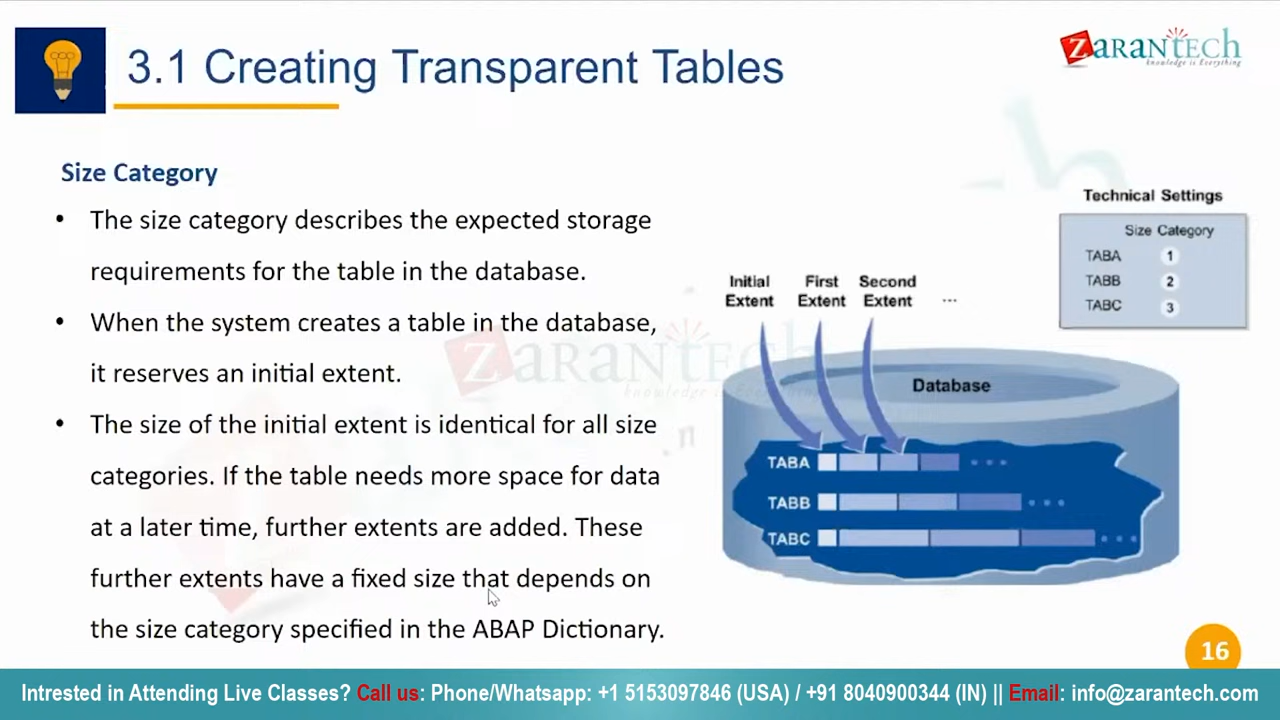 3.1 Creating Transparent Tables
ZARANTECH
knowledge is Everything
Size Category
• The size category describes the expected storage
requirements for the table in the database.
• When the system creates a table in the database,
it reserves an initial extent.
• The size of the initial extent is identical for all size
categories. If the table needs more space for data
at a later time, further extents are added. These
further extents have a fixed size that depends on
the size category specified in the ABAP Dictionary.
Technical Settings
Size Category
TABA 1
TABB 2
TABC 3
Initial Extent
First Extent
Second Extent
...
Database
TABA
TABB
TABC
ZARANTECH
knowledge is Everything
16
Intrested in Attending Live Classes? Call us: Phone/Whatsapp: +1 5153097846 (USA) / +91 8040900344 (IN) || Email: info@zarantech.com